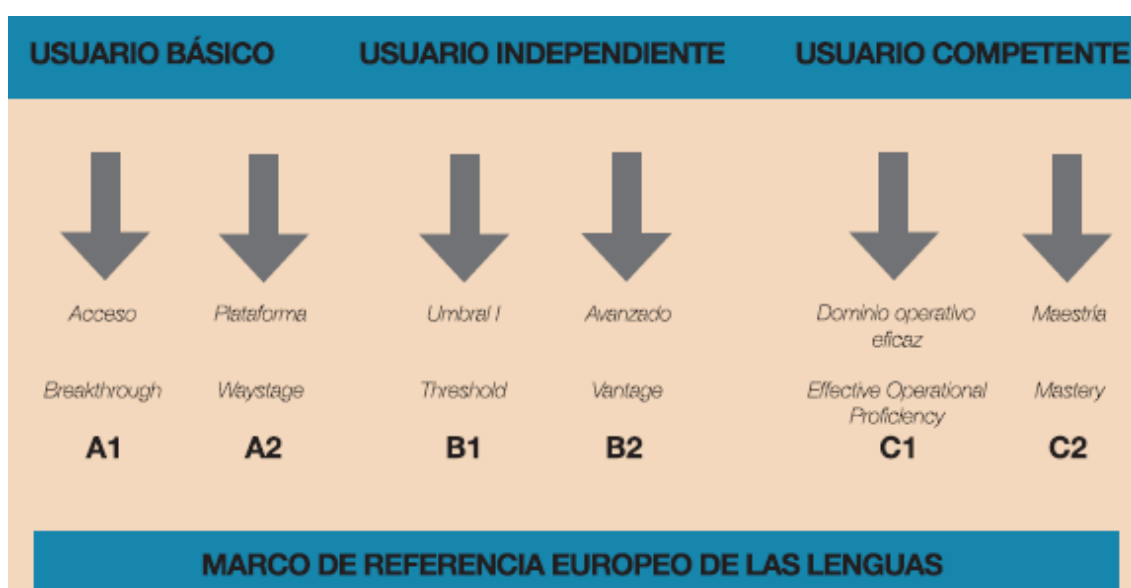 USUARIO BÁSICO USUARIO INDEPENDIENTE USUARIO COMPETENTE
Acceso Plataforma Umbral I Avanzado Dominio operativo Maestría
eficaz
Breakthrough Waystage Threshold Vantage Effective Operational Mastery
Proficiency
A1 A2 B1 B2 C1 C2
MARCO DE REFERENCIA EUROPEO DE LAS LENGUAS